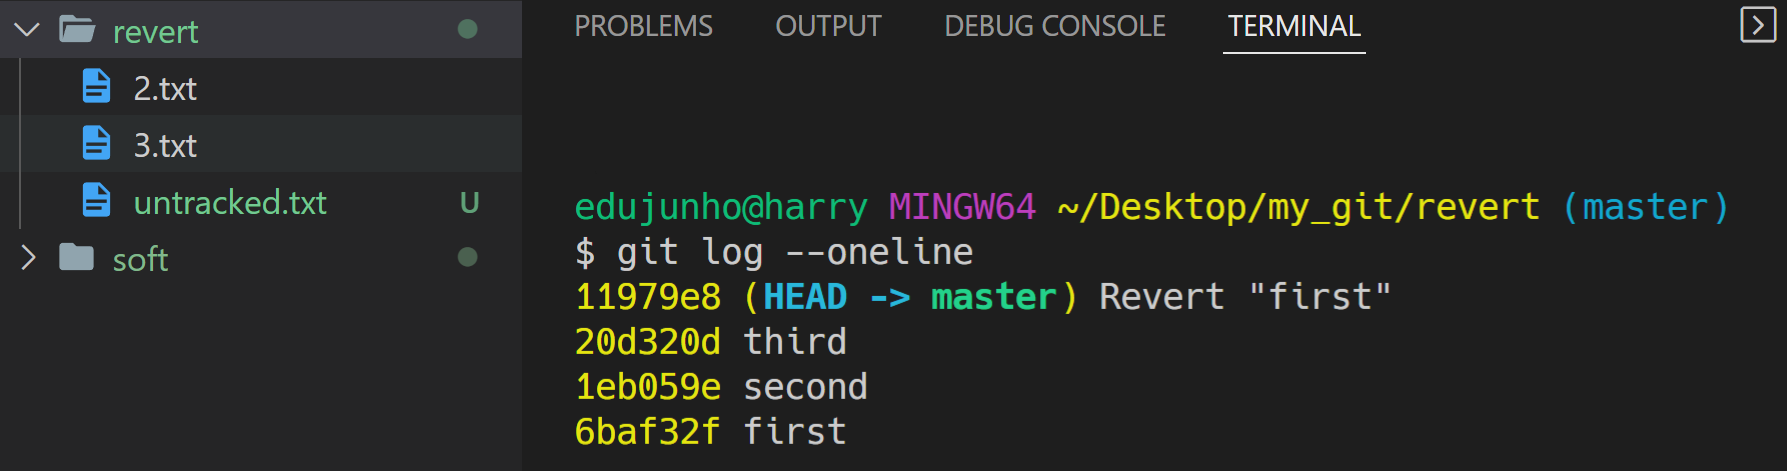 revert
2.txt
3.txt
untracked.txt U
soft
PROBLEMS OUTPUT DEBUG CONSOLE TERMINAL
edujunho@harry MINGW64 ~/Desktop/my_git/revert (master)
$ git log --oneline
11979e8 (HEAD -> master) Revert "first"
20d320d third
1eb059e second
6baf32f first